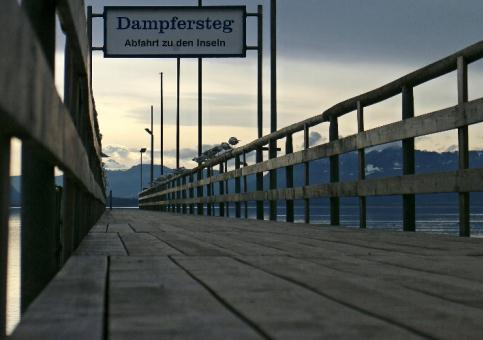 Dampfersteg
Abfahrt zu den Inseln